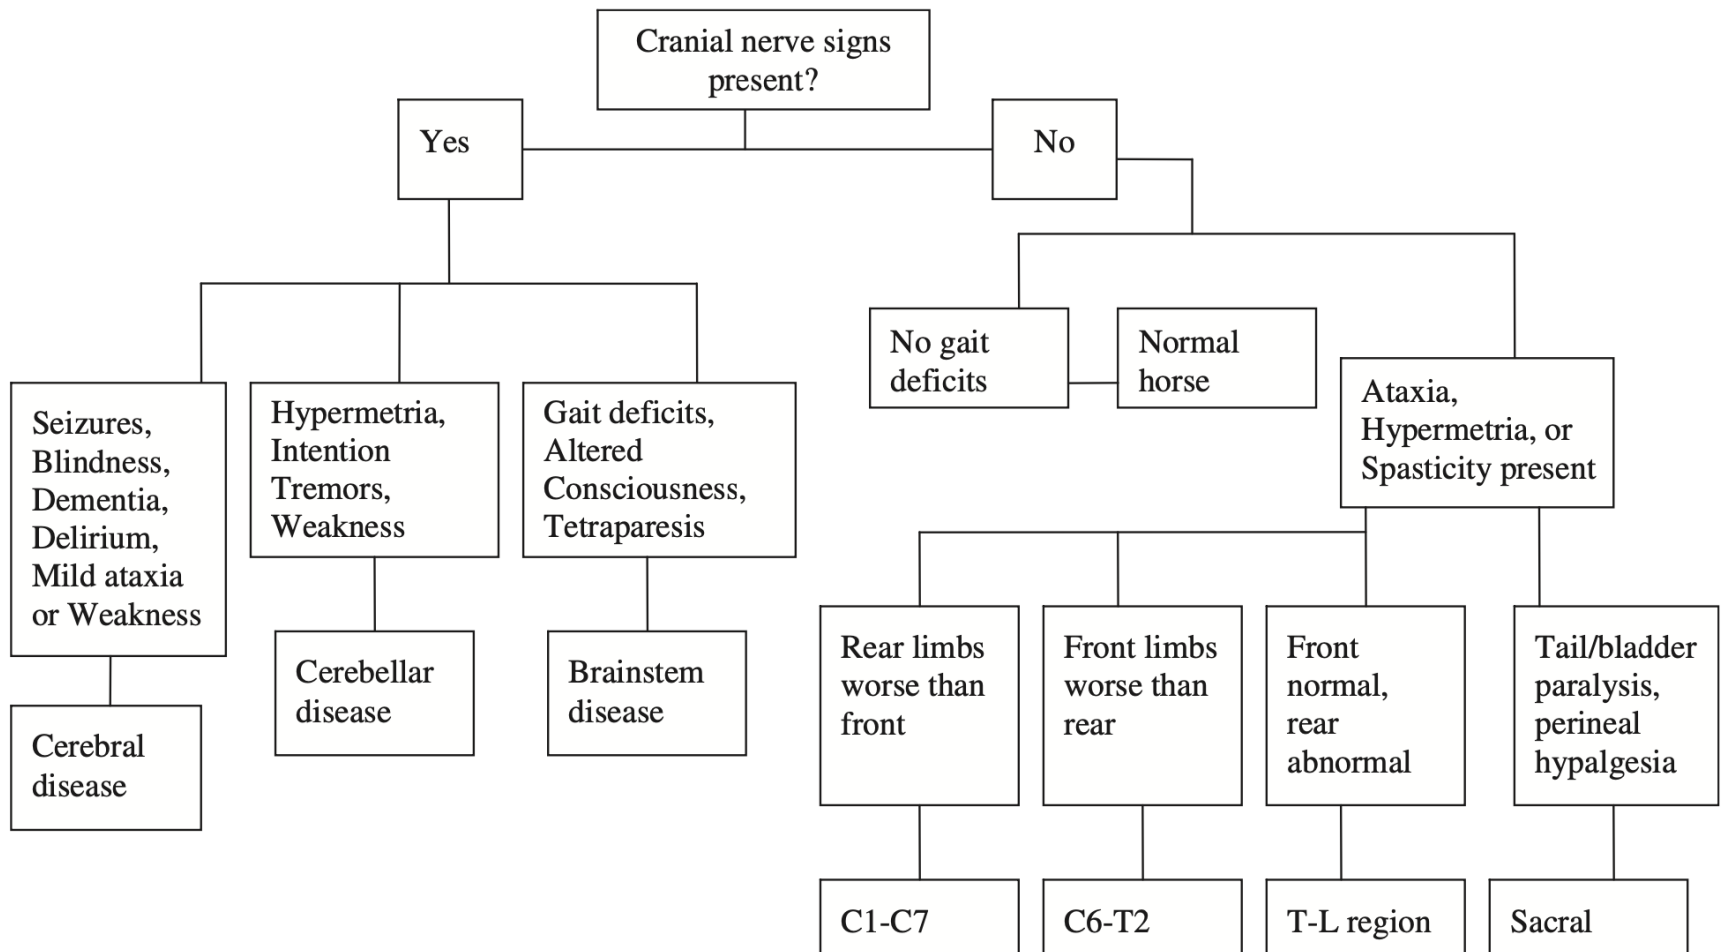 Cranial nerve signs
present?
Yes
No
No gait
deficits
Normal
horse
Ataxia,
Hypermetria, or
Spasticity present
Seizures,
Blindness,
Dementia,
Delirium,
Mild ataxia
or Weakness
Hypermetria,
Intention
Tremors,
Weakness
Gait deficits,
Altered
Consciousness,
Tetraparesis
Cerebral
disease
Cerebellar
disease
Brainstem
disease
Rear limbs
worse than
front
Front limbs
worse than
rear
Front
normal,
rear
abnormal
Tail/bladder
paralysis,
perineal
hypalgesia
C1-C7
C6-T2
T-L region
Sacral